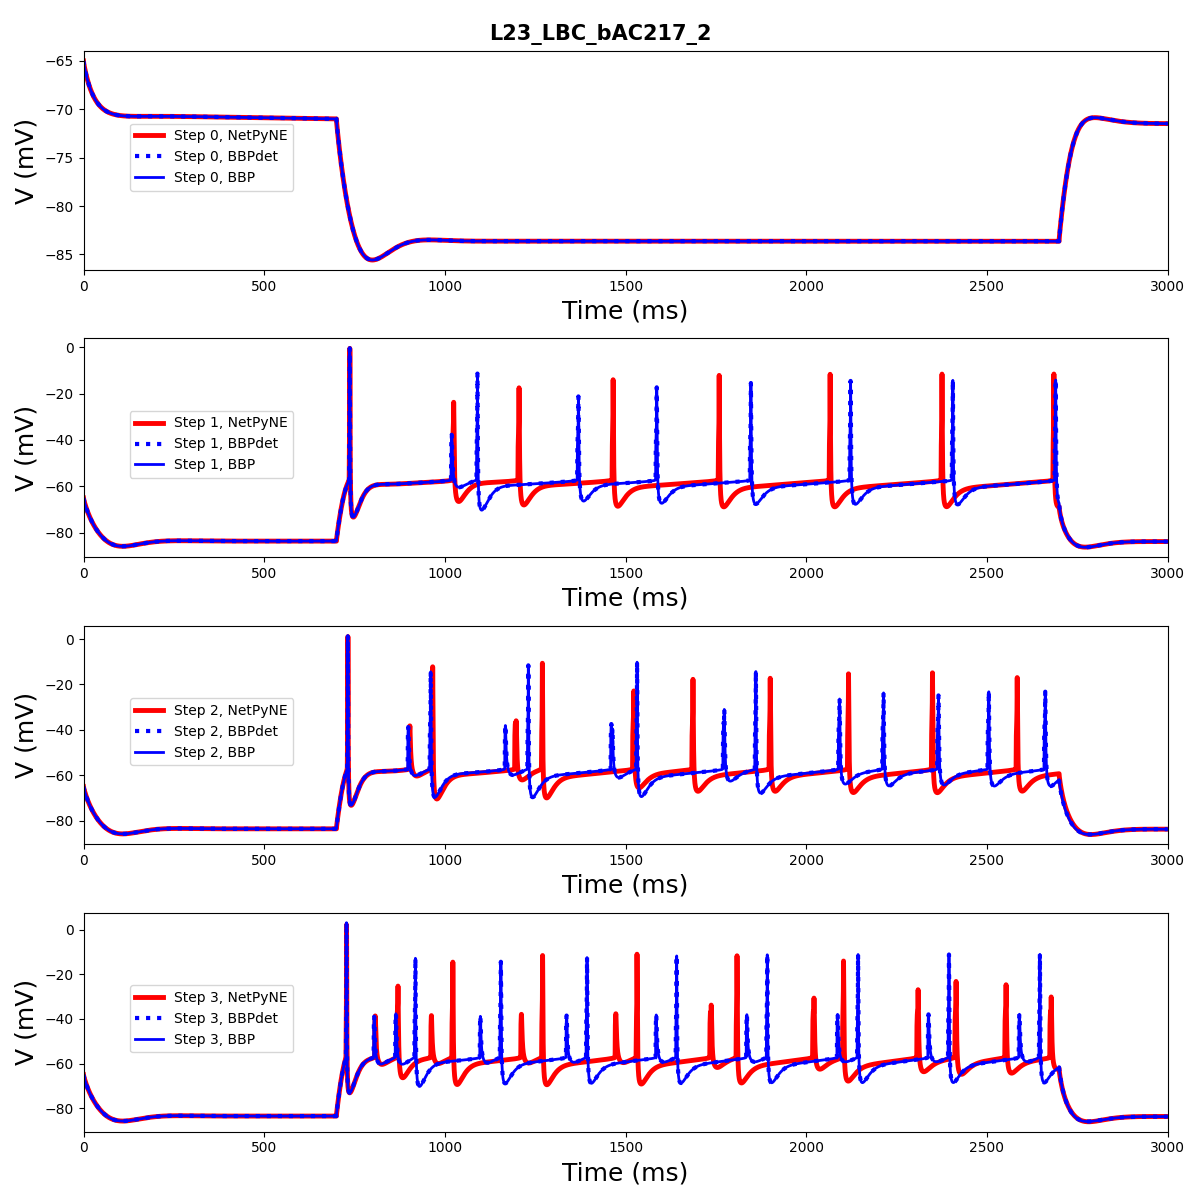 L23_LBC_bAC217_2
−65
−70
−75
−80
−85
V (mV)
Step 0, NetPyNE
Step 0, BBPdet
Step 0, BBP
0 500 1000 1500 2000 2500 3000
Time (ms)
0
−20
−40
−60
−80
V (mV)
Step 1, NetPyNE
Step 1, BBPdet
Step 1, BBP
0 500 1000 1500 2000 2500 3000
Time (ms)
0
−20
−40
−60
−80
V (mV)
Step 2, NetPyNE
Step 2, BBPdet
Step 2, BBP
0 500 1000 1500 2000 2500 3000
Time (ms)
0
−20
−40
−60
−80
V (mV)
Step 3, NetPyNE
Step 3, BBPdet
Step 3, BBP
0 500 1000 1500 2000 2500 3000
Time (ms)